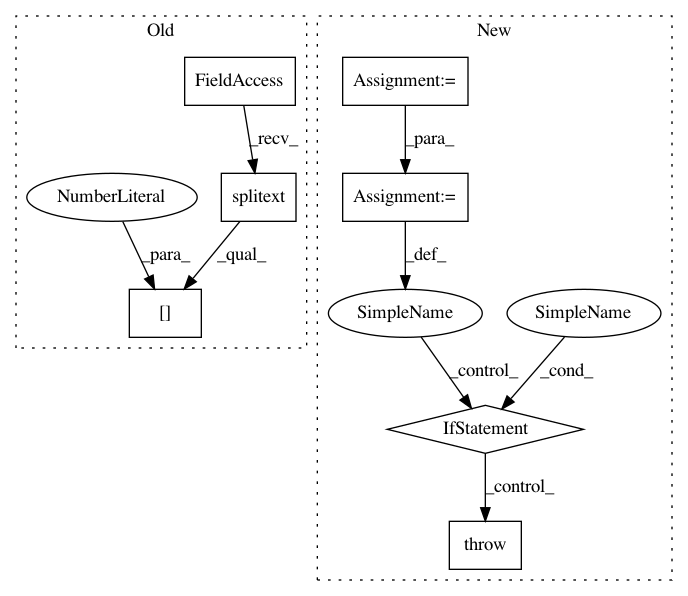 Old
New
FieldAccess
Assignment:=
_recv_
_para_
NumberLiteral
splitext
Assignment:=
_para_
_qual_
_def_
[]
SimpleName
SimpleName
_control_
_cond_
IfStatement
_control_
throw